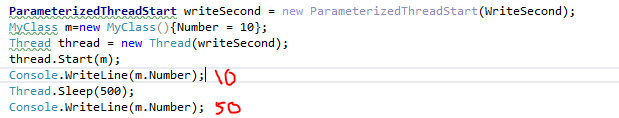 ParameterizedThreadStart writeSecond = new ParameterizedThreadStart(WriteSecond);
MyClass m=new MyClass(){Number = 10};
Thread thread = new Thread(writeSecond);
thread.Start(m);
Console.WriteLine(m.Number); 10
Thread.Sleep(500);
Console.WriteLine(m.Number); 50